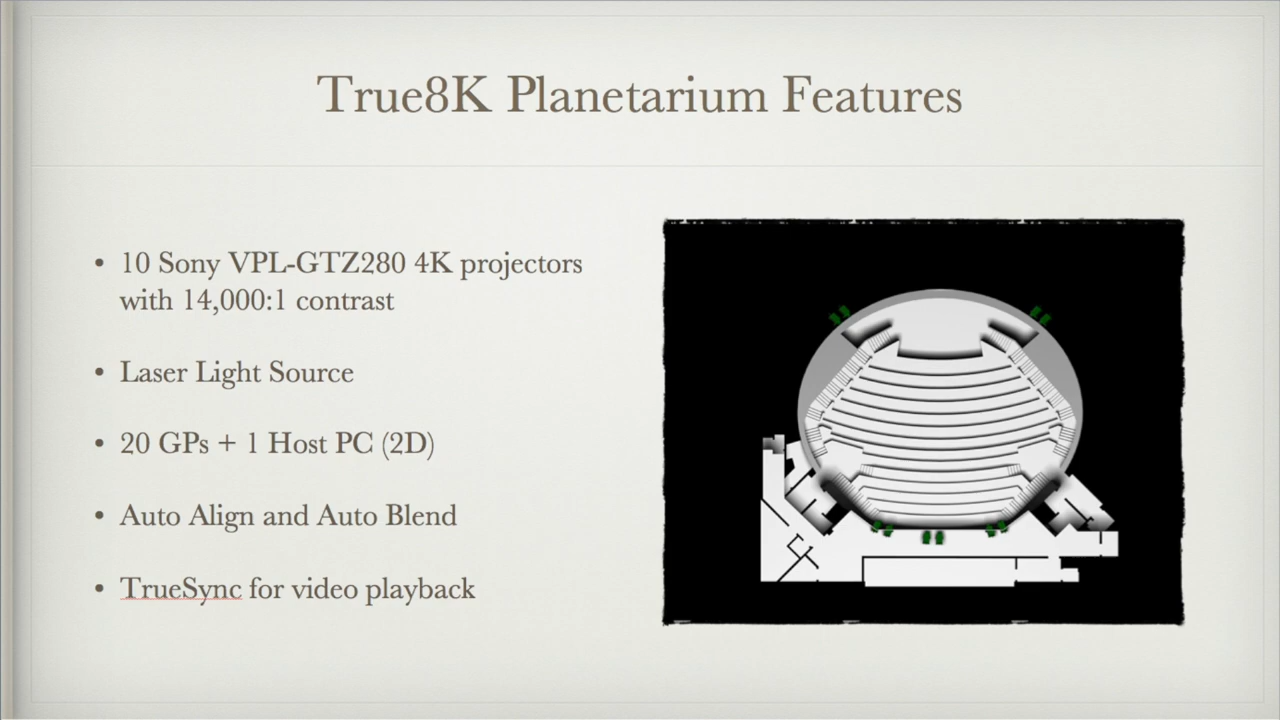 True8K Planetarium Features
• 10 Sony VPL-GTZ280 4K projectors
with 14,000:1 contrast
• Laser Light Source
• 20 GPs + 1 Host PC (2D)
• Auto Align and Auto Blend
• TrueSync for video playback